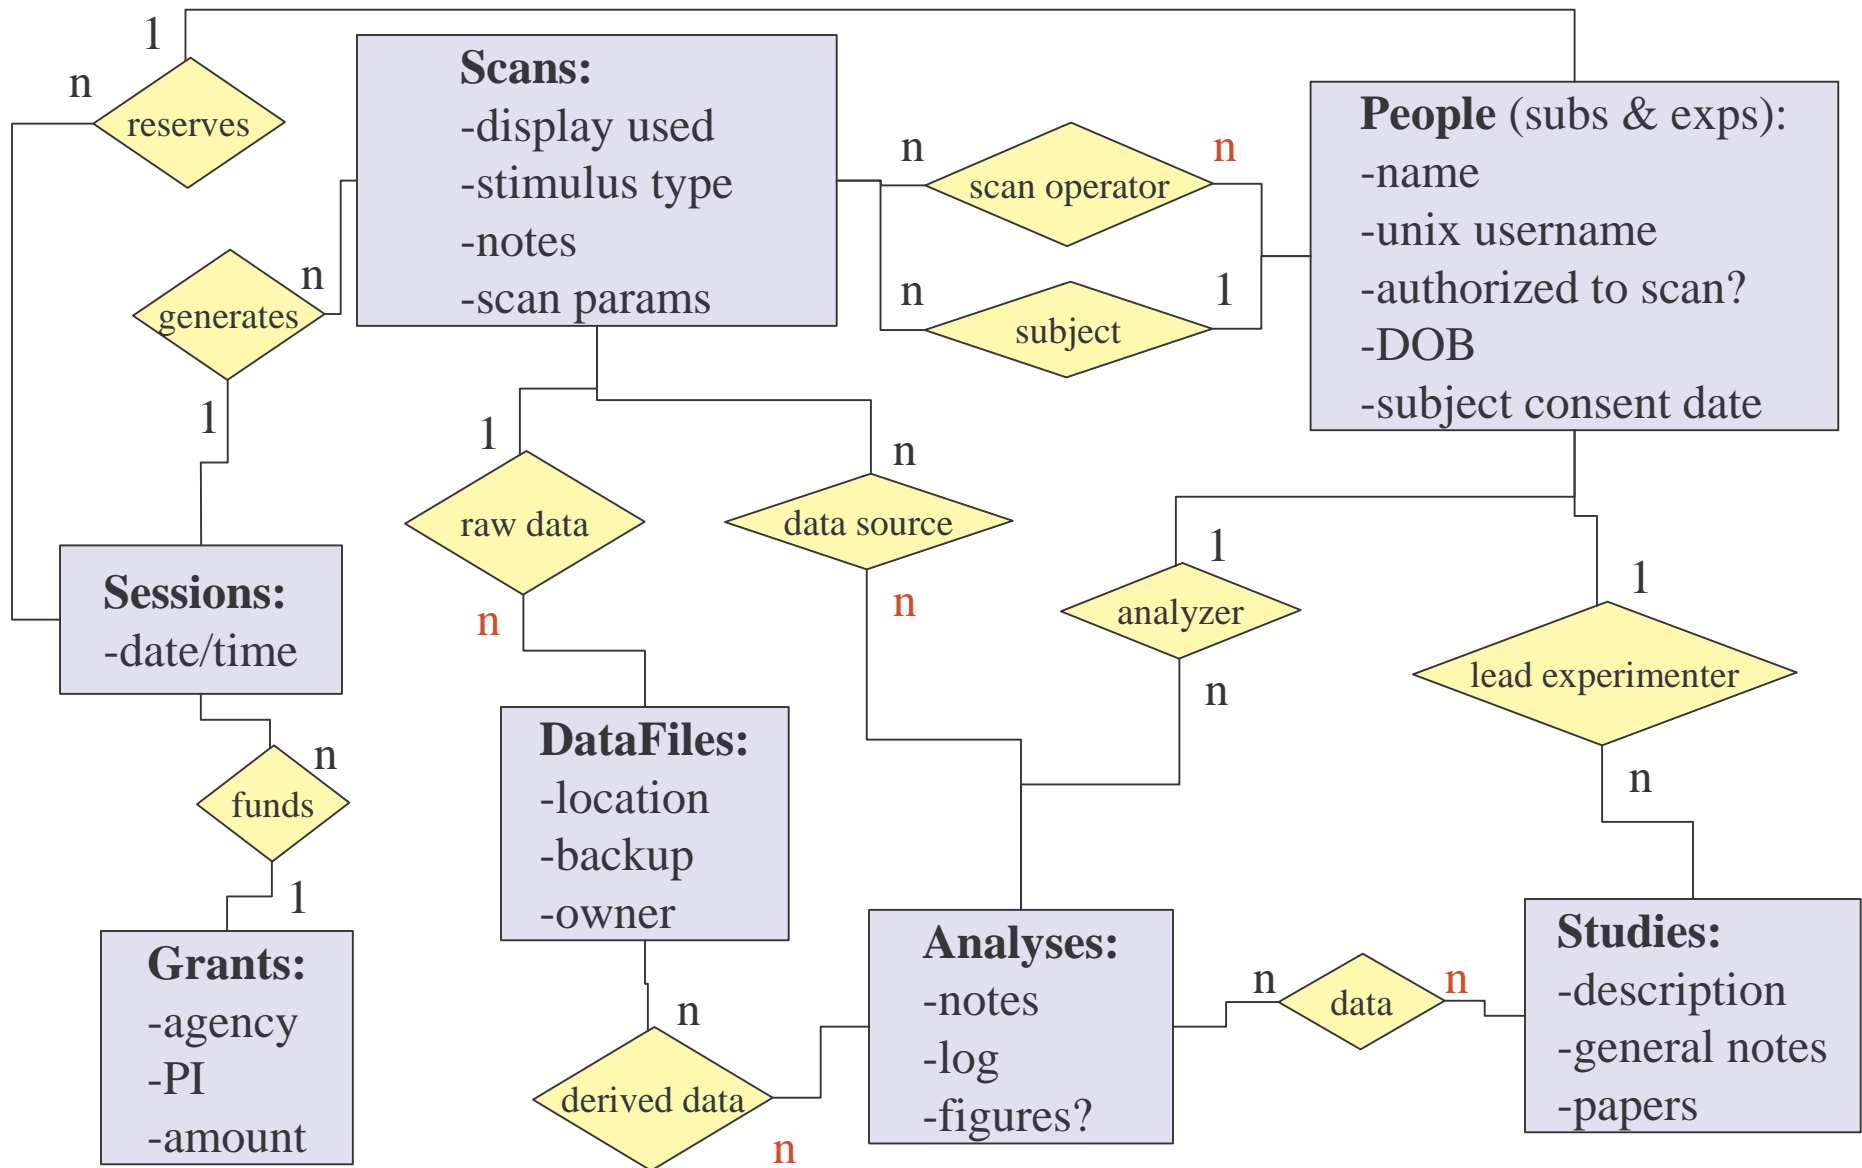 1
n
reserves
Scans:
-display used
-stimulus type
-notes
-scan params
n
scan operator
n
n
subject
1
People (subs & exps):
-name
-unix username
-authorized to scan?
-DOB
-subject consent date
n
generates
1
1
raw data
n
n
data source
n
1
analyzer
n
1
lead experimenter
n
Sessions:
-date/time
n
funds
1
Grants:
-agency
-PI
-amount
DataFiles:
-location
-backup
-owner
n
derived data
n
Analyses:
-notes
-log
-figures?
n
data
n
Studies:
-description
-general notes
-papers